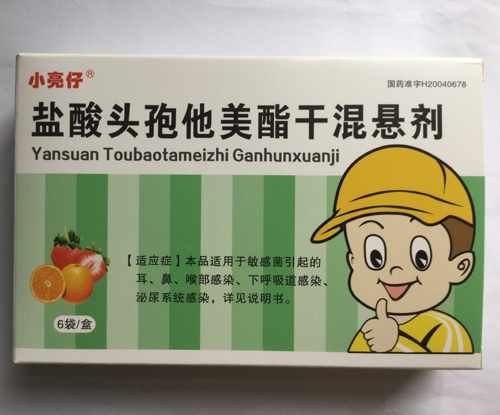 小亮仔®
国药准字H20040678
盐酸头孢他美酯干混悬剂
Yansuan Toubaotameizhi Ganhunxuanji
【适应症】本品适用于敏感菌引起的
耳、鼻、喉部感染、下呼吸道感染、
泌尿系统感染，详见说明书。
6袋/盒